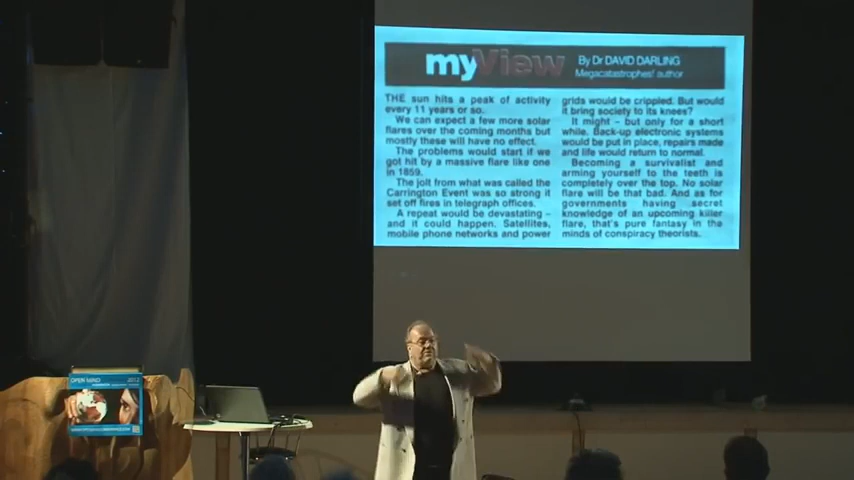 myView
By Dr DAVID DARLING
Megacatastrophes! author
THE sun hits a peak of activity
every 11 years or so.
We can expect a few more solar
flares over the coming months but
mostly these will have no effect.
The problems would start if we
got hit by a massive flare like one
in 1859.
The jolt from what was called the
Carrington Event was so strong it
set off fires in telegraph offices.
A repeat would be devastating –
and it could happen. Satellites,
mobile phone networks and power
grids would be crippled. But would
it bring society to its knees?
It might – but only for a short
while. Back-up electronic systems
would be put in place, repairs made
and life would return to normal.
Becoming a survivalist and
arming yourself to the teeth is
completely over the top. No solar
flare will be that bad. And as for
governments having secret
knowledge of an upcoming killer
flare, that's pure fantasy in the
minds of conspiracy theorists.
OPEN MIND 2012